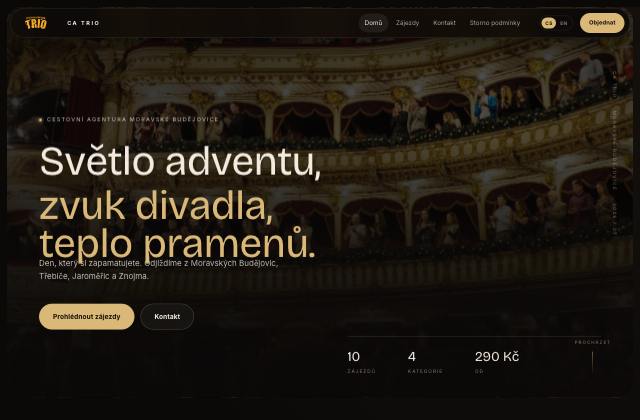 TRIO
CA TRIO
Domů
Zájezdy
Kontakt
Storno podmínky
CS
EN
Objednat
CESTOVNÍ AGENTURA MORAVSKÉ BUDĚJOVICE
Světlo adventu,
zvuk divadla,
teplo pramenů.
Den, který si zapamatujete. Odjíždíme z Moravských Budějovic,
Třebíče, Jaroměřic a Znojma.
Prohlédnout zájezdy
Kontakt
PROCHÁZET
10
ZÁJEZDŮ
4
KATEGORIE
290 Kč
OD